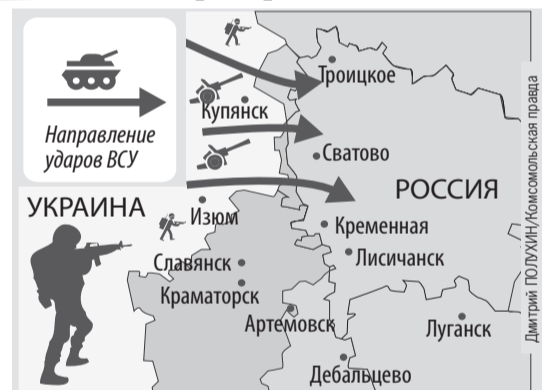 Троицкое
Купянск
Направление
ударов ВСУ
Сватово
РОССИЯ
УКРАИНА
Изюм
Кременная
Славянск
Лисичанск
Краматорск
Артемовск
Луганск
Дебальцево
Дмитрий ПОЛУХИН/Комсомольская правда